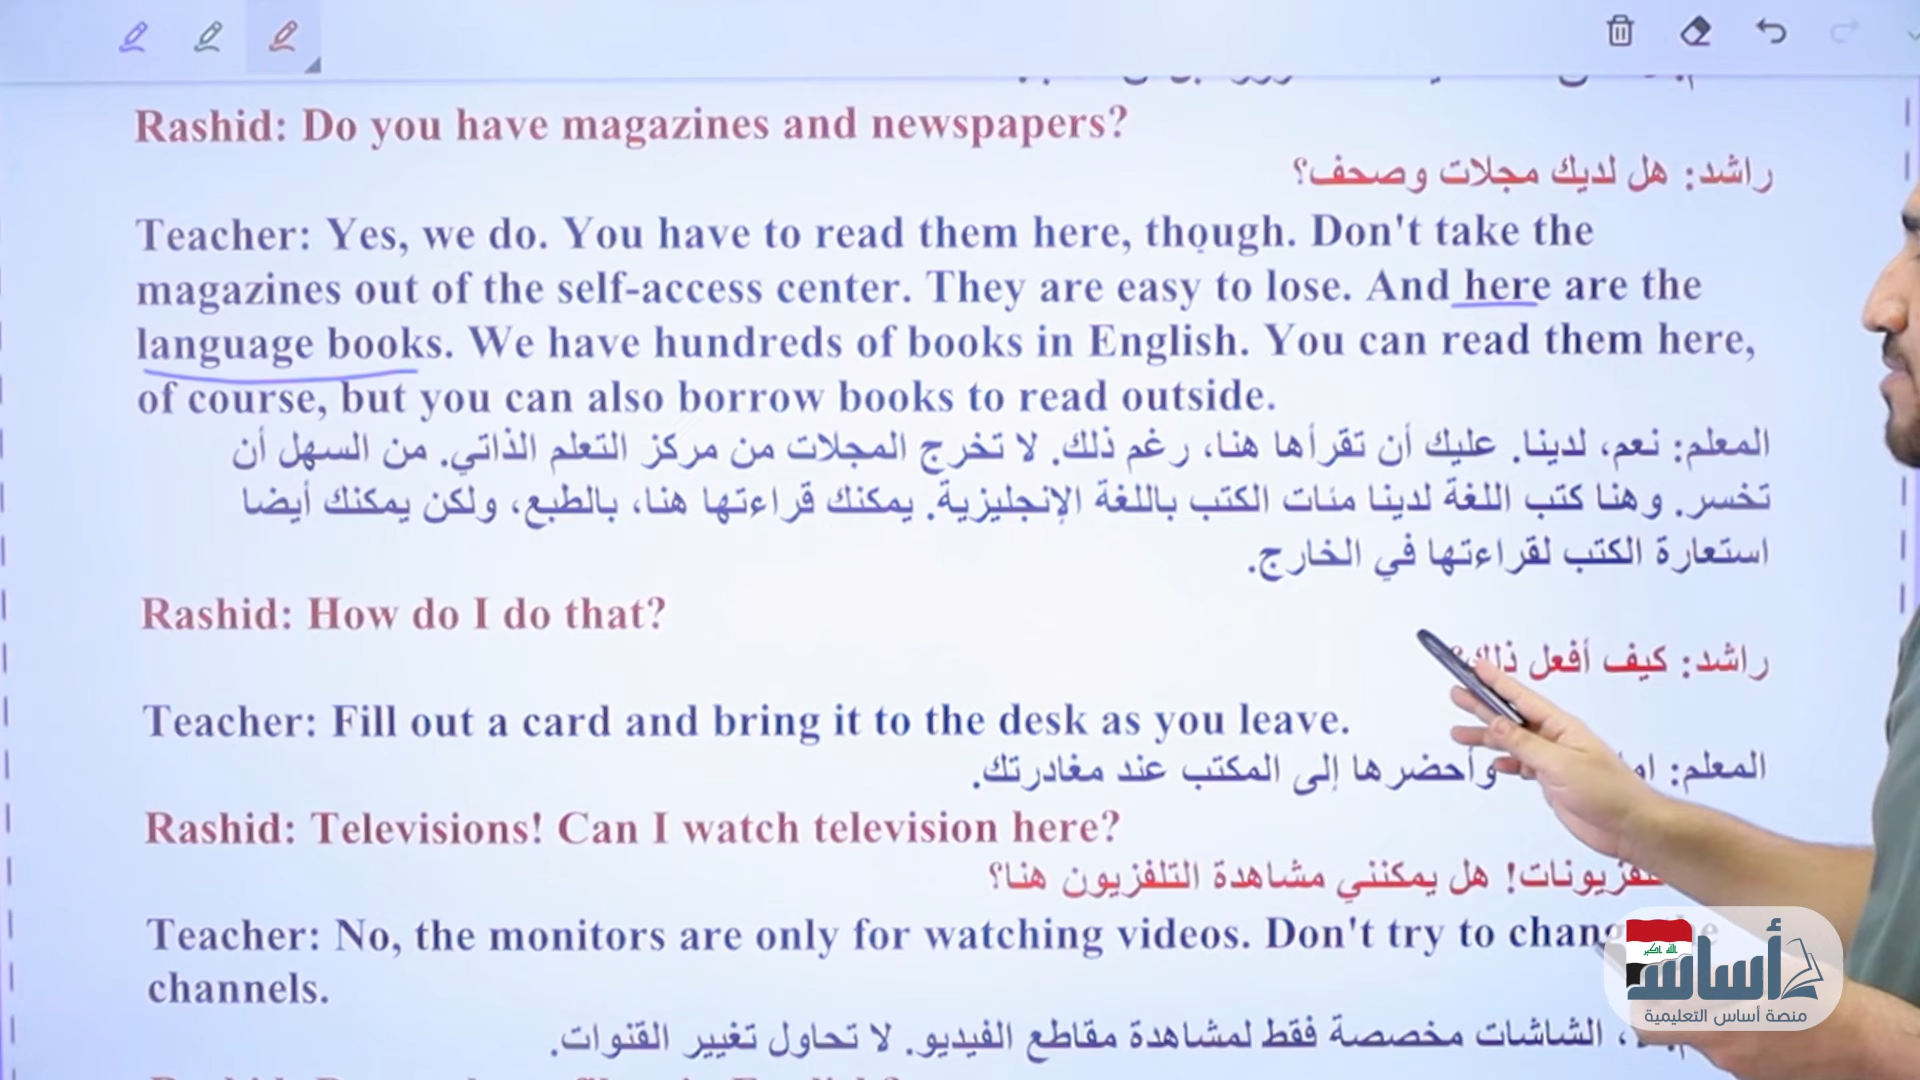 Rashid: Do you have magazines and newspapers?
راشد: هل لديك مجلات وصحف؟
Teacher: Yes, we do. You have to read them here, though. Don't take the
magazines out of the self-access center. They are easy to lose. And here are the
language books. We have hundreds of books in English. You can read them here,
of course, but you can also borrow books to read outside.
المعلم: نعم، لدينا. عليك أن تقرأها هنا، رغم ذلك. لا تخرج المجلات من مركز التعلم الذاتي. من السهل أن
تخسر. وهنا كتب اللغة لدينا مئات الكتب باللغة الإنجليزية. يمكنك قراءتها هنا، بالطبع، ولكن يمكنك أيضا
استعارة الكتب لقراءتها في الخارج.
Rashid: How do I do that?
راشد: كيف أفعل ذلك؟
Teacher: Fill out a card and bring it to the desk as you leave.
المعلم: وأحضرها إلى المكتب عند مغادرتك.
Rashid: Televisions! Can I watch television here?
هل يمكنني مشاهدة التلفزيون هنا؟
Teacher: No, the monitors are only for watching videos. Don't try to
channels.
الشاشات مخصصة فقط لمشاهدة مقاطع الفيديو. لا تحاول تغيير القنوات.
أساس
منصة أساس التعليمية